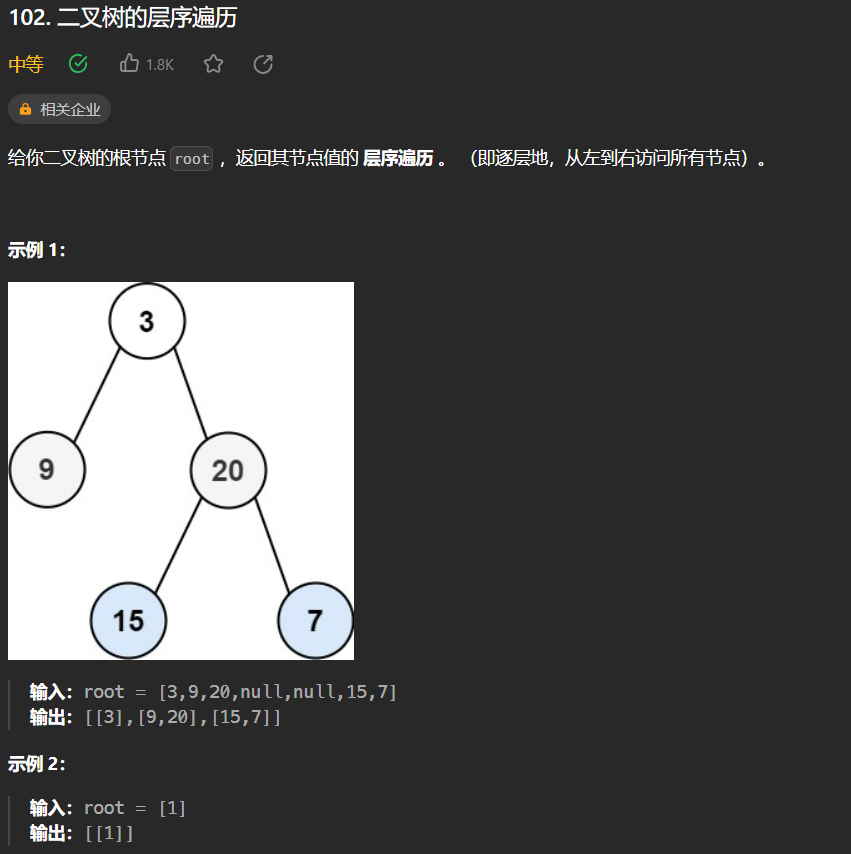 102. 二叉树的层序遍历
中等 1.8K
相关企业
给你二叉树的根节点 root ，返回其节点值的 层序遍历 。 （即逐层地，从左到右访问所有节点）。
示例 1：
3
9 20
15 7
输入：root = [3,9,20,null,null,15,7]
输出：[[3],[9,20],[15,7]]
示例 2：
输入：root = [1]
输出：[[1]]